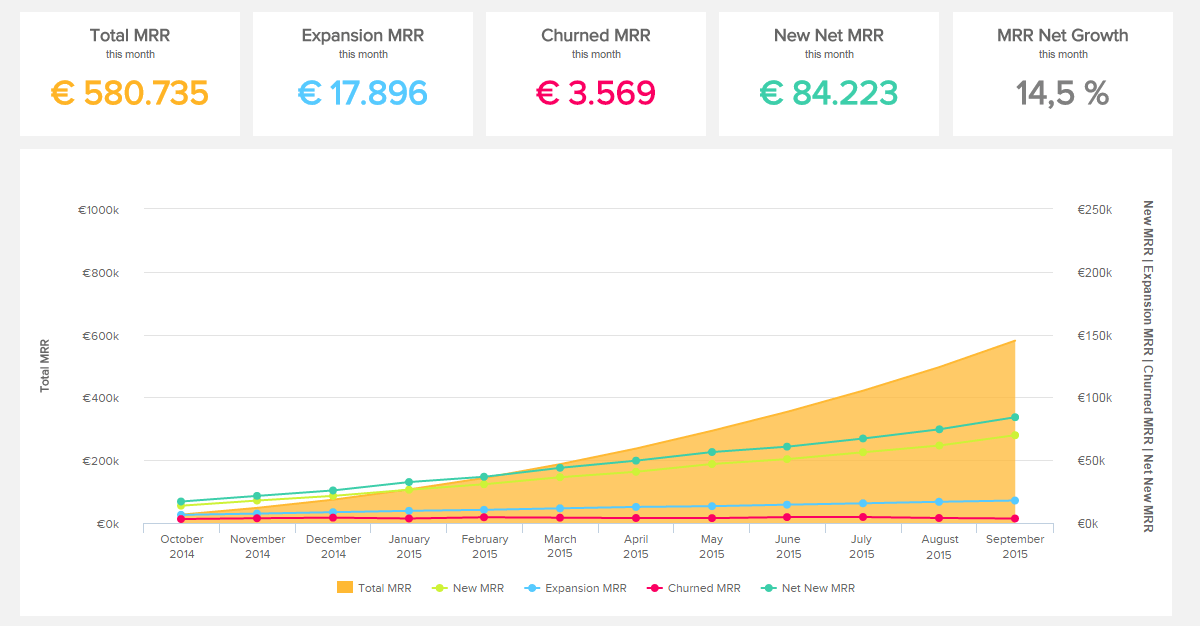 Total MRR
this month
€ 580.735
Expansion MRR
this month
€ 17.896
Churned MRR
this month
€ 3.569
New Net MRR
this month
€ 84.223
MRR Net Growth
this month
14,5 %
Total MRR
€1000k
€800k
€600k
€400k
€200k
€0k
€250k
€200k
€150k
€100k
€50k
€0k
New MRR | Expansion MRR | Churned MRR | Net New MRR
October
2014
November
2014
December
2014
January
2015
February
2015
March
2015
April
2015
May
2015
June
2015
July
2015
August
2015
September
2015
Total MRR
New MRR
Expansion MRR
Churned MRR
Net New MRR